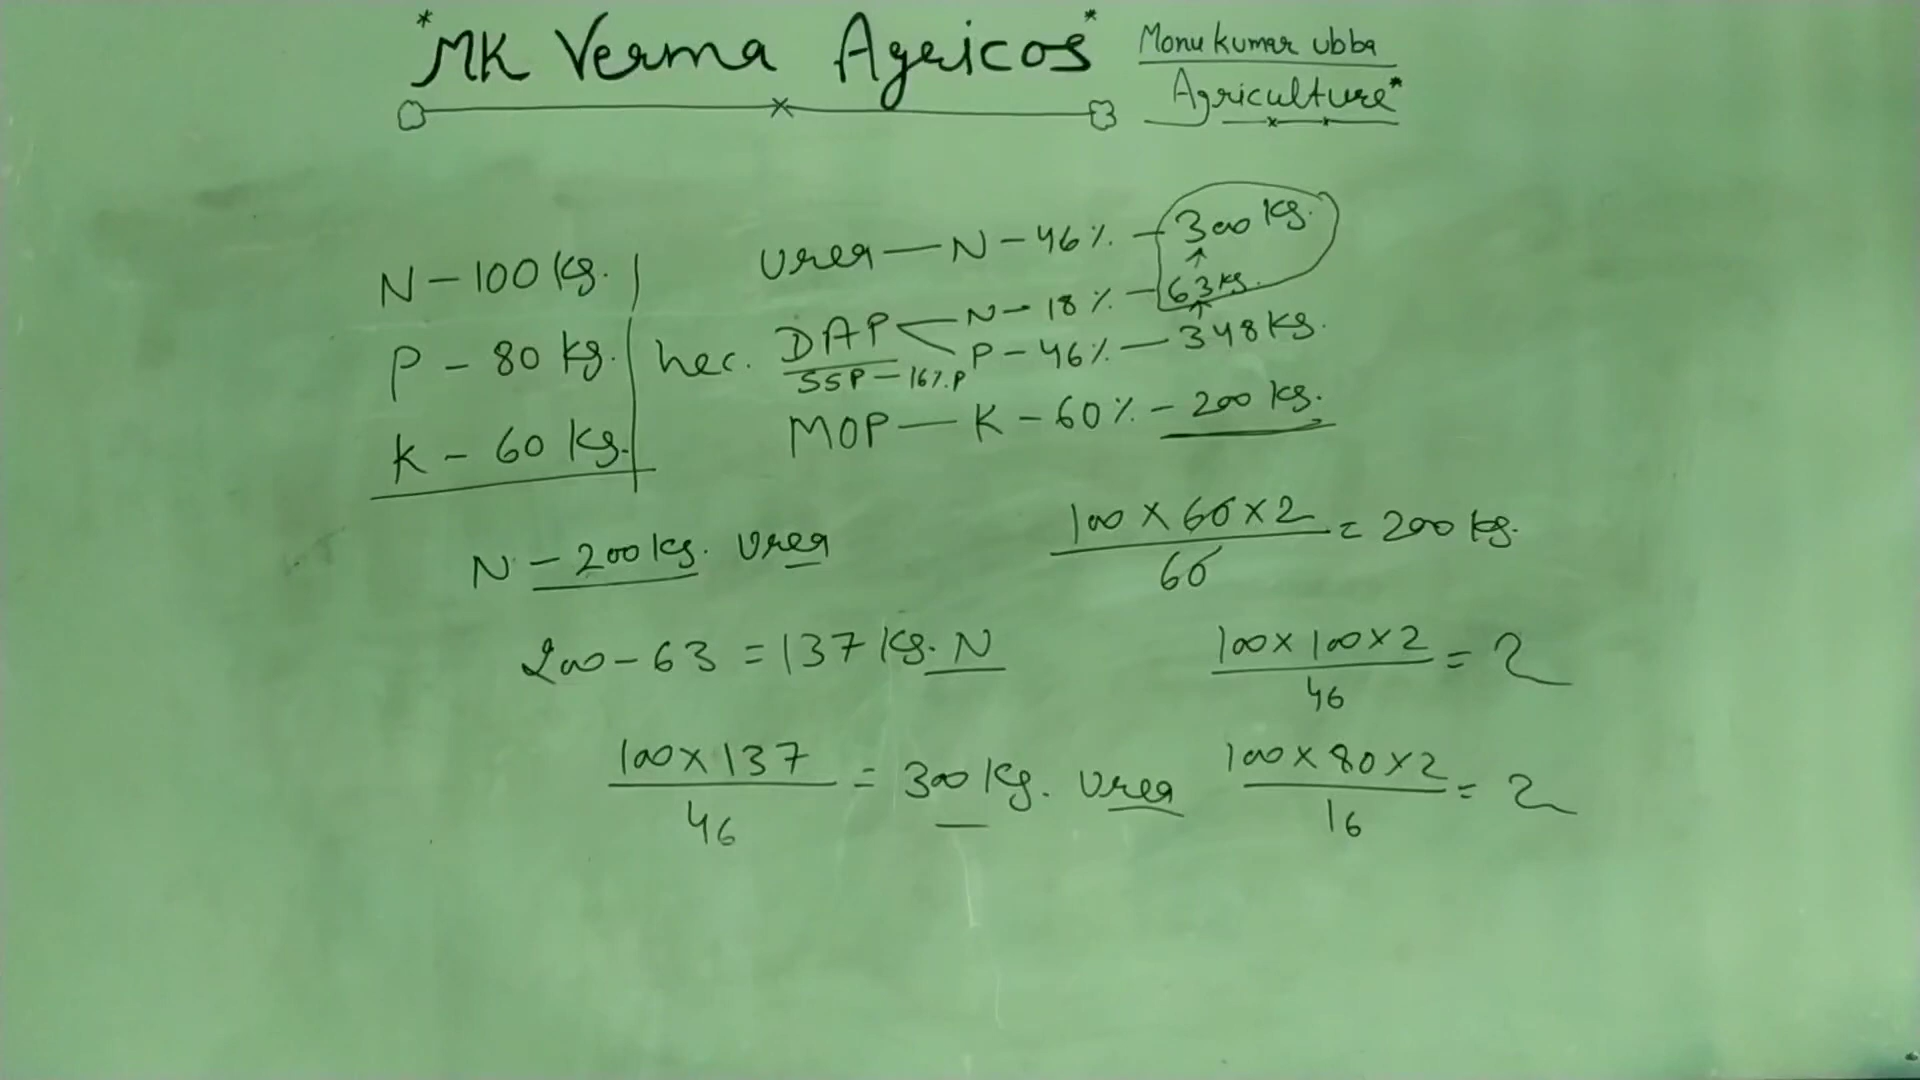 *MK Verma Agricos*
Monu kumar ubba
Agriculture*
N - 100 kg.
P - 80 kg.
K - 60 kg.
hec.
Urea — N - 46% - 300 kg.
DAP N - 18% - 63 kg.
P - 46% — 348 kg.
SSP - 16%.P
MOP — K - 60% - 200 kg.
N - 200 kg. Urea
100 x 60 x 2 = 200 kg.
60
200 - 63 = 137 kg. N
100 x 100 x 2 = 2
46
100 x 137 = 300 kg. Urea
46
100 x 80 x 2 = 2
16